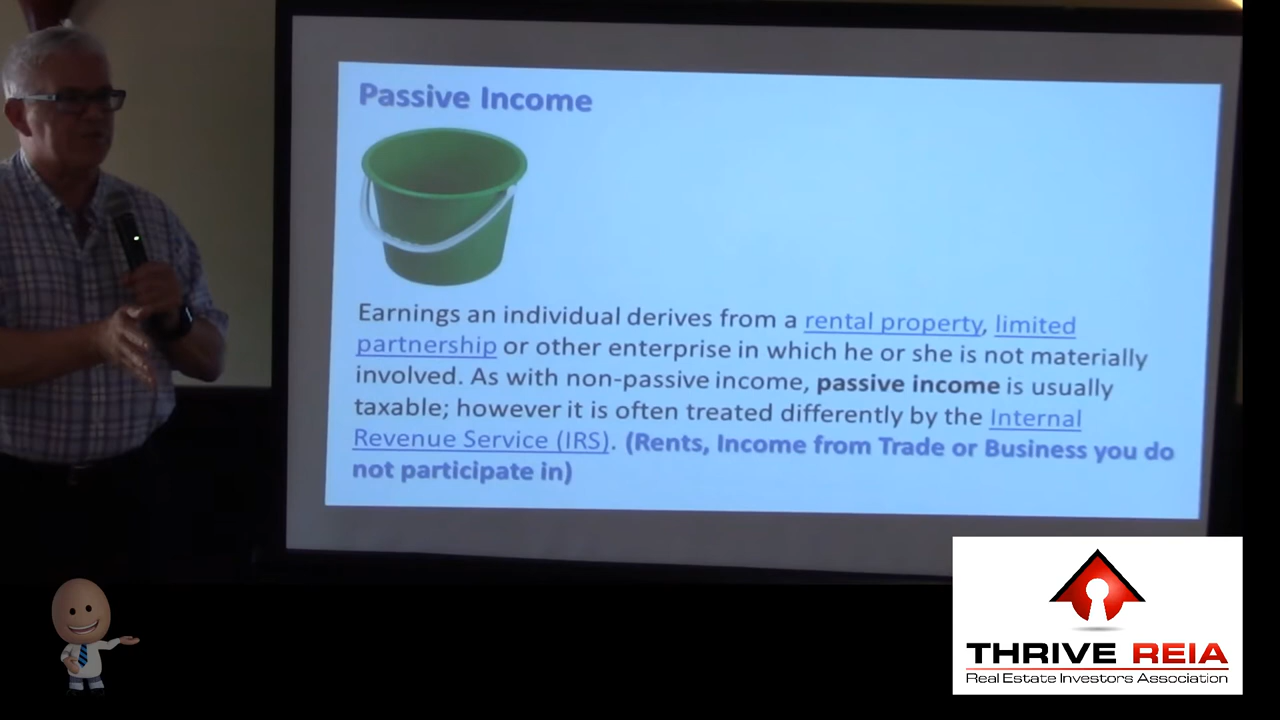 Passive Income
Earnings an individual derives from a rental property, limited
partnership or other enterprise in which he or she is not materially
involved. As with non-passive income, passive income is usually
taxable; however it is often treated differently by the Internal
Revenue Service (IRS). (Rents, Income from Trade or Business you do
not participate in)
THRIVE REIA
Real Estate Investors Association